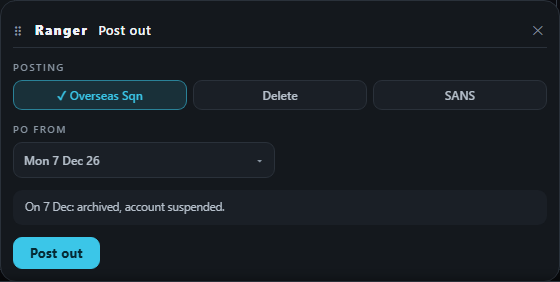 Ranger Post out
POSTING
✓ Overseas Sqn
Delete
SANS
PO FROM
Mon 7 Dec 26
On 7 Dec: archived, account suspended.
Post out